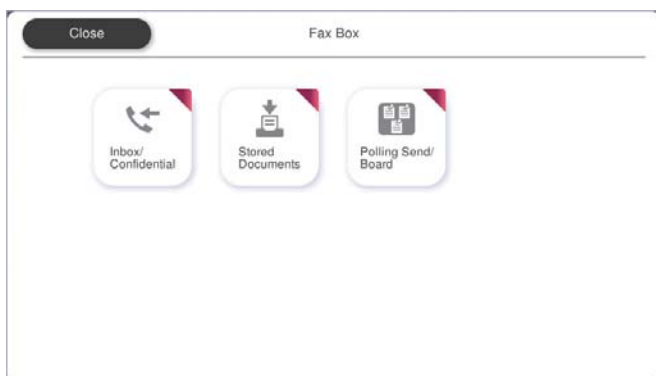 Close
Fax Box
Inbox/
Confidential
Stored
Documents
Polling Send/
Board